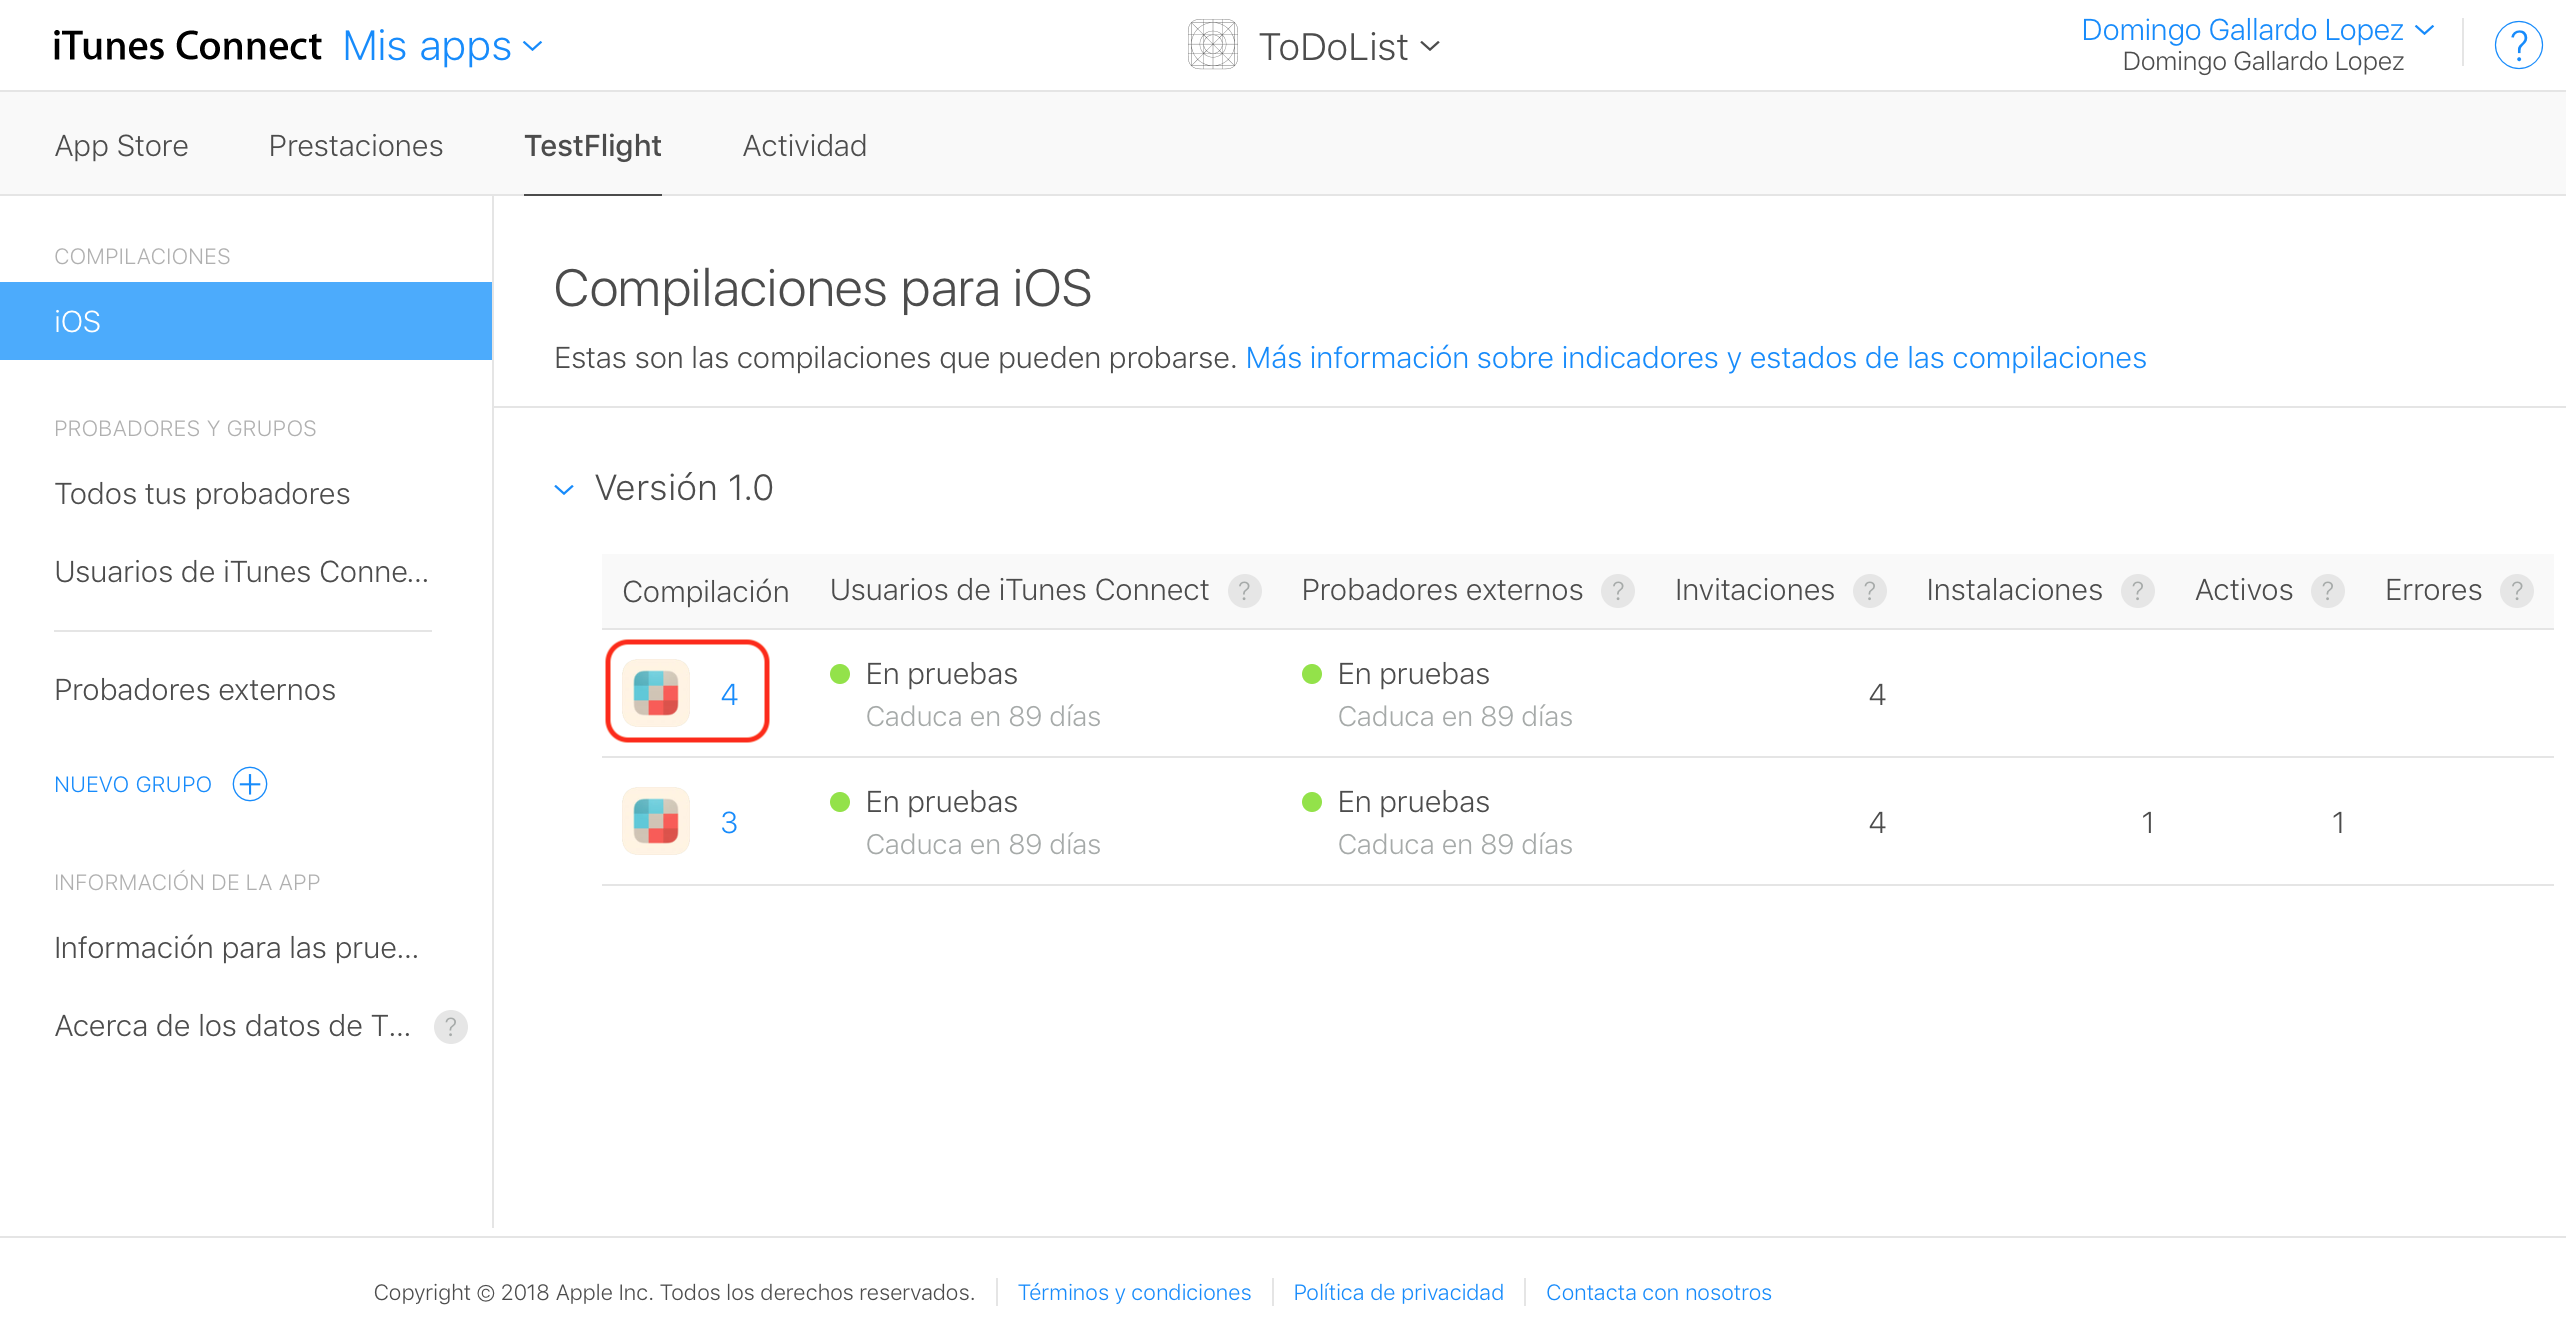 iTunes Connect Mis apps
ToDoList
Domingo Gallardo Lopez
Domingo Gallardo Lopez
?
App Store Prestaciones TestFlight Actividad
COMPILACIONES
iOS
PROBADORES Y GRUPOS
Todos tus probadores
Usuarios de iTunes Conne...
Probadores externos
NUEVO GRUPO
INFORMACIÓN DE LA APP
Información para las prue...
Acerca de los datos de T... ?
Compilaciones para iOS
Estas son las compilaciones que pueden probarse. Más información sobre indicadores y estados de las compilaciones
Versión 1.0
Compilación Usuarios de iTunes Connect ? Probadores externos ? Invitaciones ? Instalaciones ? Activos ? Errores ?
4 En pruebas En pruebas 4
Caduca en 89 días Caduca en 89 días
3 En pruebas En pruebas 4 1 1
Caduca en 89 días Caduca en 89 días
Copyright © 2018 Apple Inc. Todos los derechos reservados. Términos y condiciones Política de privacidad Contacta con nosotros